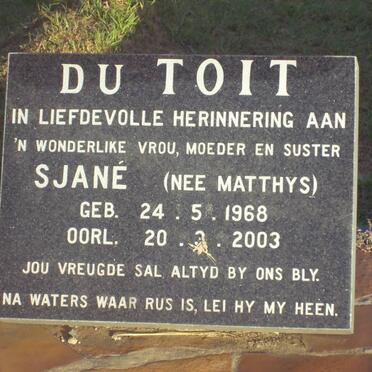 DU TOIT
IN LIEFDEVOLLE HERINNERING AAN
'N WONDERLIKE VROU, MOEDER EN SUSTER
SJANÉ (NEE MATTHYS)
GEB. 24.5.1968
OORL. 20. .2003
JOU VREUGDE SAL ALTYD BY ONS BLY.
NA WATERS WAAR RUS IS, LEI HY MY HEEN.